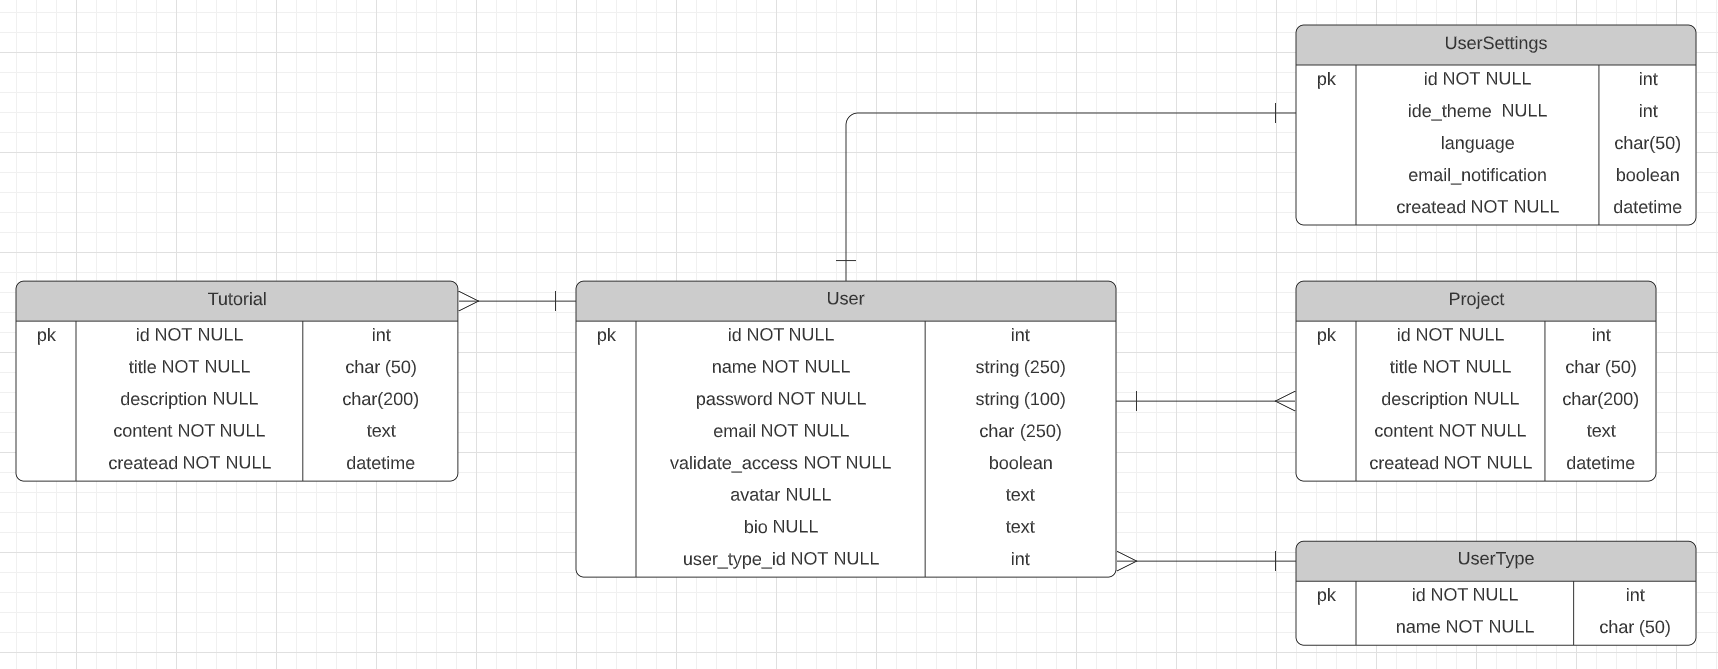 UserSettings
pk id NOT NULL int
ide_theme NULL int
language char(50)
email_notification boolean
createad NOT NULL datetime
Tutorial
pk id NOT NULL int
title NOT NULL char (50)
description NULL char(200)
content NOT NULL text
createad NOT NULL datetime
User
pk id NOT NULL int
name NOT NULL string (250)
password NOT NULL string (100)
email NOT NULL char (250)
validate_access NOT NULL boolean
avatar NULL text
bio NULL text
user_type_id NOT NULL int
Project
pk id NOT NULL int
title NOT NULL char (50)
description NULL char(200)
content NOT NULL text
createad NOT NULL datetime
UserType
pk id NOT NULL int
name NOT NULL char (50)